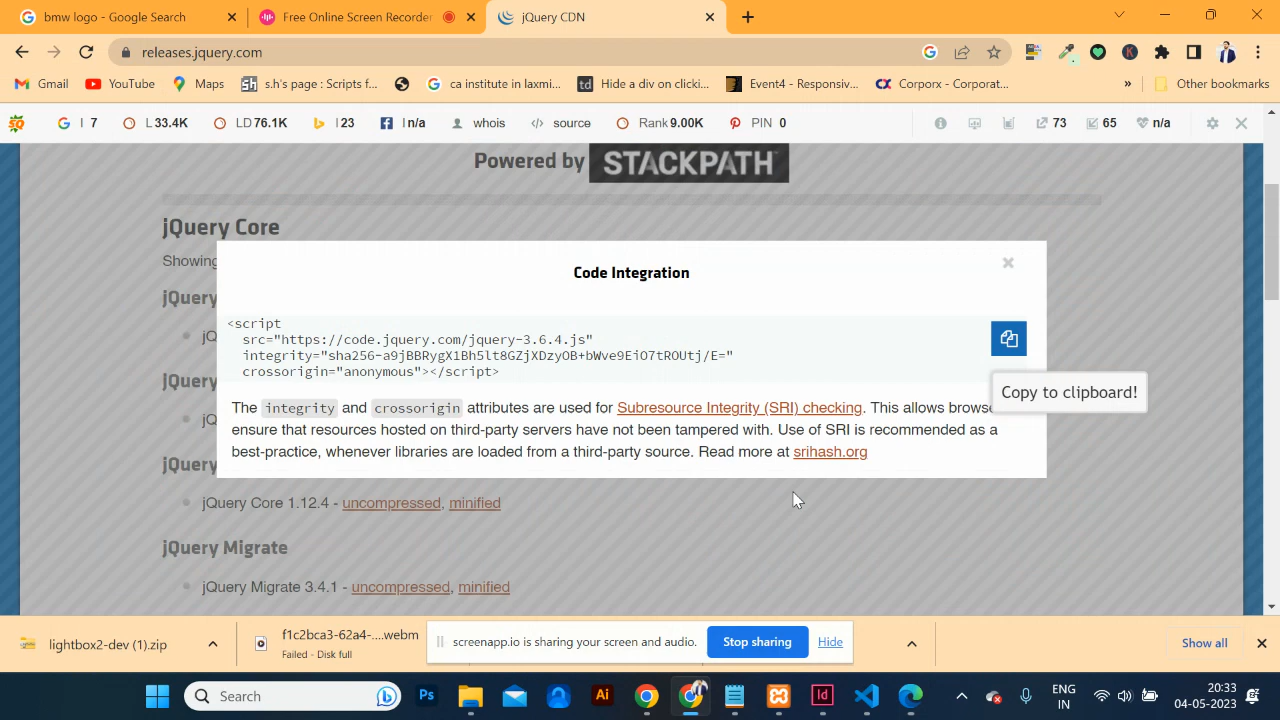 bmw logo - Google Search
Free Online Screen Recorder
jQuery CDN
releases.jquery.com
Gmail
YouTube
Maps
s.h's page : Scripts f...
ca institute in laxmi...
Hide a div on clicki...
Event4 - Responsiv...
Corporx - Corporat...
»
Other bookmarks
I 7
L 33.4K
LD 76.1K
I 23
I n/a
whois
source
Rank 9.00K
PIN 0
73
65
n/a
Powered by STACKPATH
jQuery Core
Showing
jQuery
jQ
Code Integration
<script
src="https://code.jquery.com/jquery-3.6.4.js"
integrity="sha256-a9jBBRygX1Bh5lt8GZjXDzyOB+bWve9EiO7tROUtj/E="
crossorigin="anonymous"></script>
Copy to clipboard!
The integrity and crossorigin attributes are used for Subresource Integrity (SRI) checking. This allows browse
ensure that resources hosted on third-party servers have not been tampered with. Use of SRI is recommended as a
best-practice, whenever libraries are loaded from a third-party source. Read more at srihash.org
jQuery
jQ
jQuery
jQuery Core 1.12.4 - uncompressed, minified
jQuery Migrate
jQuery Migrate 3.4.1 - uncompressed, minified
lightbox2-dev (1).zip
f1c2bca3-62a4-....webm
Failed - Disk full
screenapp.io is sharing your screen and audio.
Stop sharing
Hide
Show all
Search
Ps
Ai
Id
ENG
IN
20:33
04-05-2023